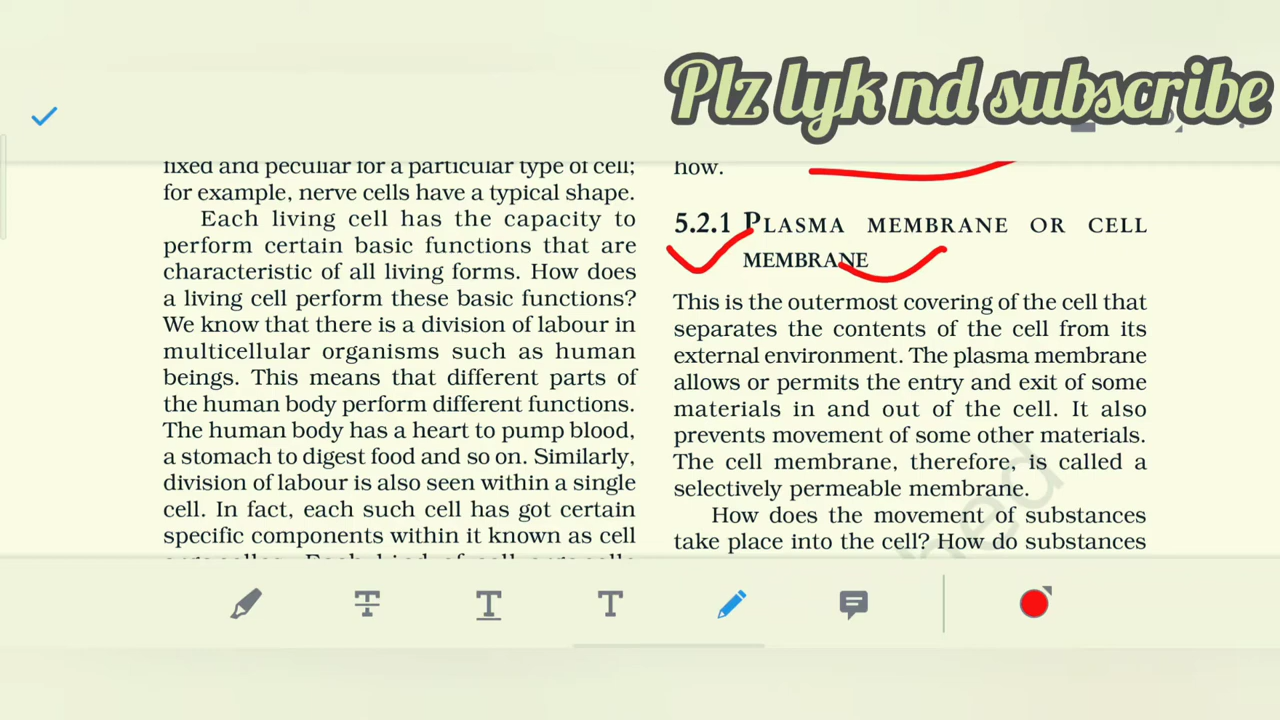 Plz lyk nd subscribe
fixed and peculiar for a particular type of cell;
for example, nerve cells have a typical shape.
Each living cell has the capacity to
perform certain basic functions that are
characteristic of all living forms. How does
a living cell perform these basic functions?
We know that there is a division of labour in
multicellular organisms such as human
beings. This means that different parts of
the human body perform different functions.
The human body has a heart to pump blood,
a stomach to digest food and so on. Similarly,
division of labour is also seen within a single
cell. In fact, each such cell has got certain
specific components within it known as cell
how.
5.2.1 PLASMA MEMBRANE OR CELL
MEMBRANE
This is the outermost covering of the cell that
separates the contents of the cell from its
external environment. The plasma membrane
allows or permits the entry and exit of some
materials in and out of the cell. It also
prevents movement of some other materials.
The cell membrane, therefore, is called a
selectively permeable membrane.
How does the movement of substances
take place into the cell? How do substances
T
T
T